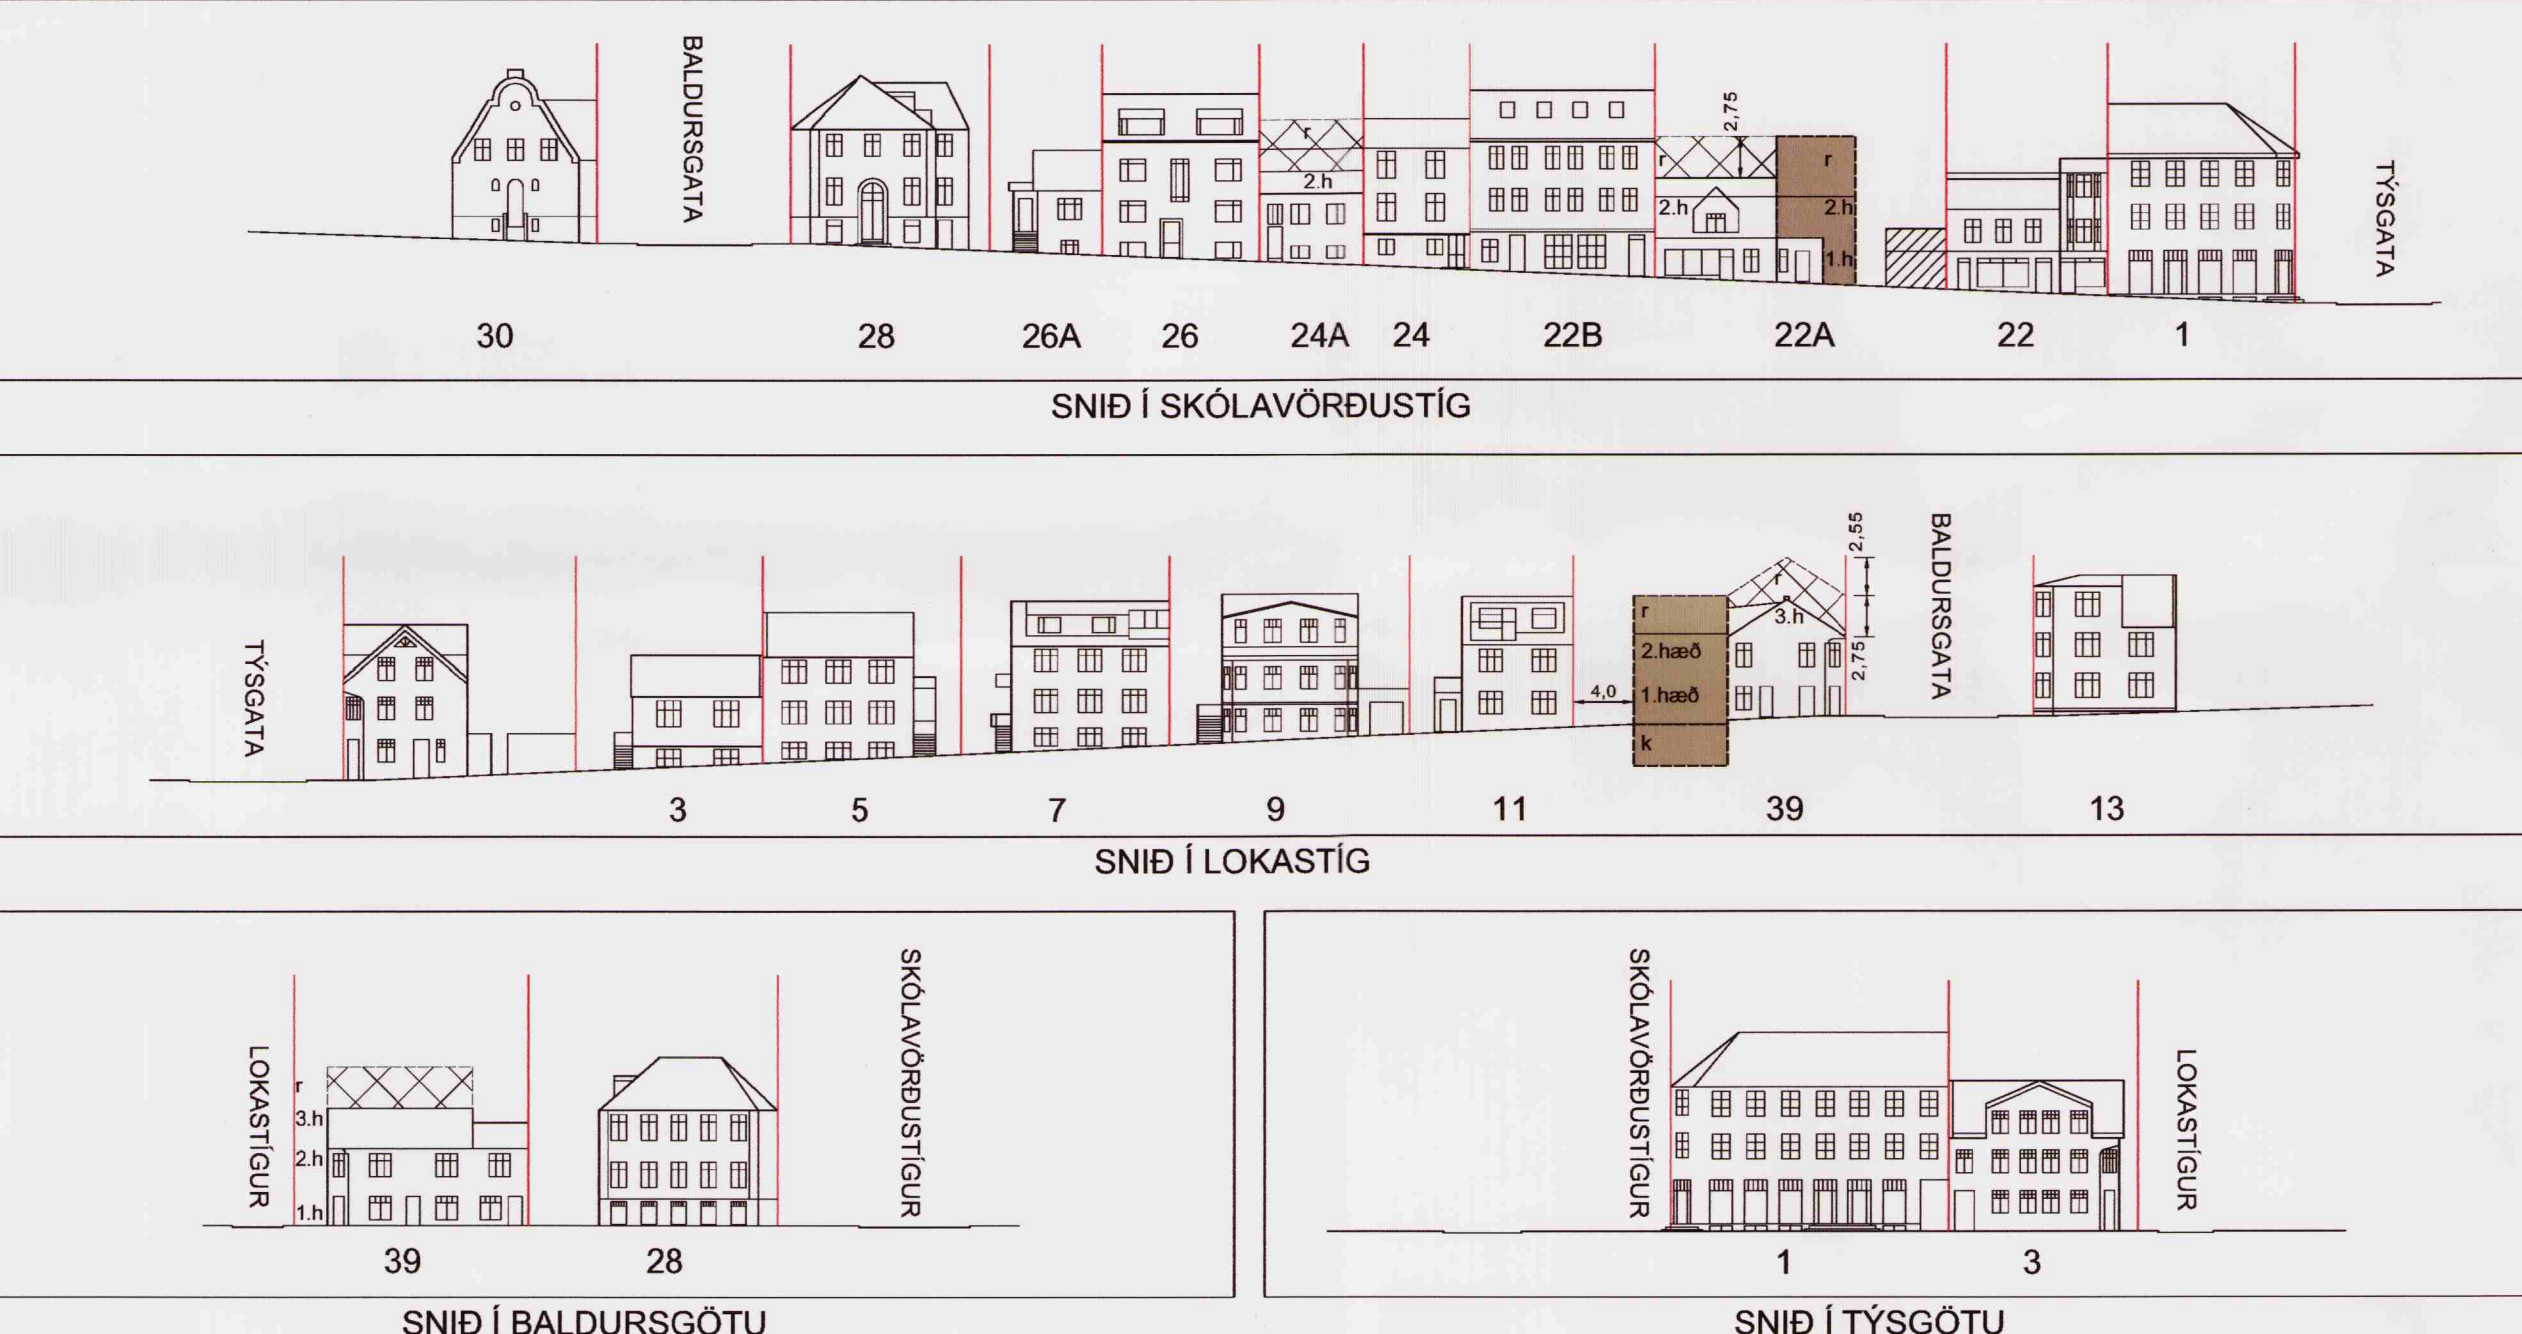 BALDURSGATA
TÝSGATA
r
2.h
r
2.h
2,75
r
2.h
1.h
30
28
26A
26
24A
24
22B
22A
22
1
SNIÐ Í SKÓLAVÖRÐUSTÍG
TÝSGATA
4,0
r
2.hæð
1.hæð
k
r
3.h
2,55
2,75
BALDURSGATA
3
5
7
9
11
39
13
SNIÐ Í LOKASTÍG
LOKASTÍGUR
r
3.h
2.h
1.h
SKÓLAVÖRÐUSTÍGUR
39
28
SNIÐ Í BALDURSGÖTU
SKÓLAVÖRÐUSTÍGUR
LOKASTÍGUR
1
3
SNIÐ Í TÝSGÖTU